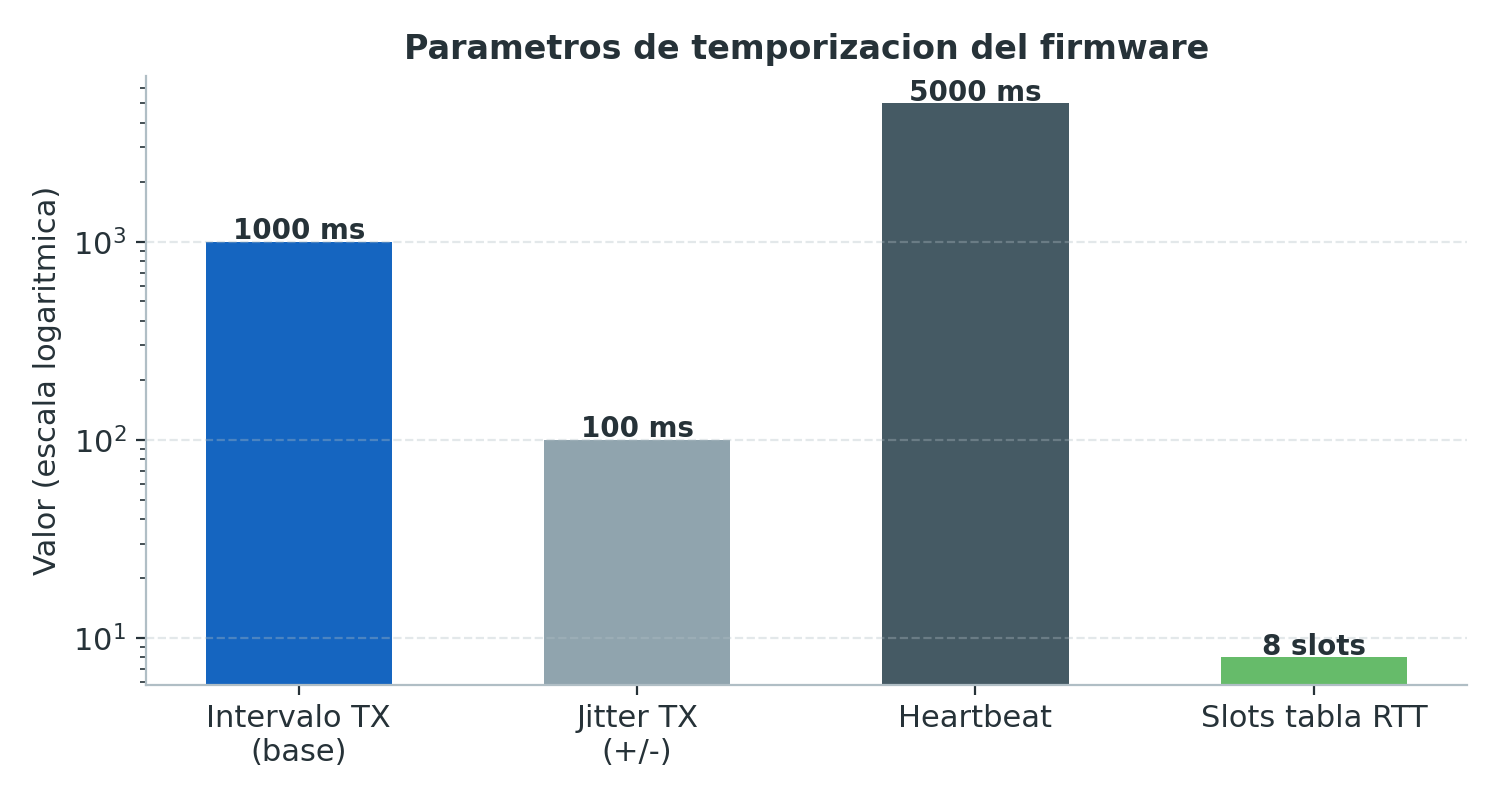 Parametros de temporizacion del firmware
Valor (escala logaritmica)
10³
10²
10¹
1000 ms
100 ms
5000 ms
8 slots
Intervalo TX
(base)
Jitter TX
(+/-)
Heartbeat
Slots tabla RTT